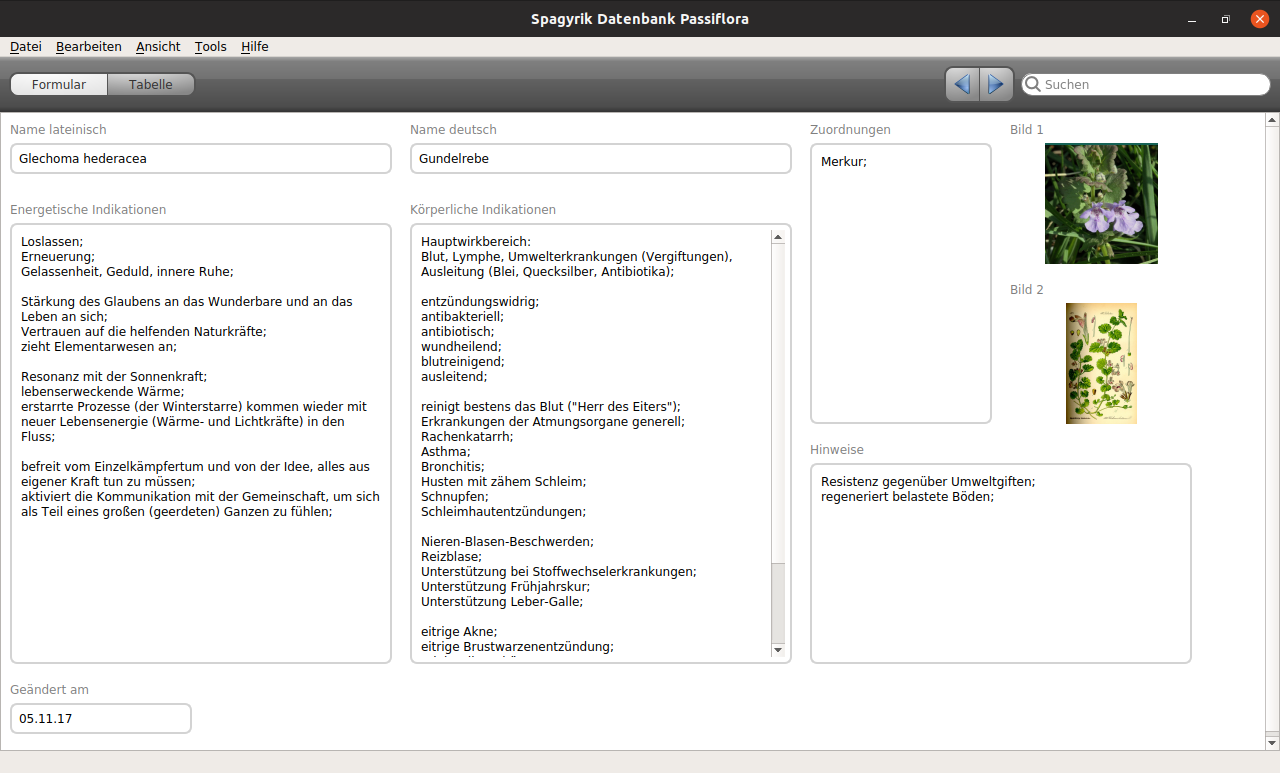 Spagyrik Datenbank Passiflora
Datei Bearbeiten Ansicht Tools Hilfe
Formular Tabelle
Suchen
Name lateinisch
Glechoma hederacea
Name deutsch
Gundelrebe
Zuordnungen
Merkur;
Bild 1
Bild 2
Energetische Indikationen
Loslassen;
Erneuerung;
Gelassenheit, Geduld, innere Ruhe;
Stärkung des Glaubens an das Wunderbare und an das
Leben an sich;
Vertrauen auf die helfenden Naturkräfte;
zieht Elementarwesen an;
Resonanz mit der Sonnenkraft;
lebenserweckende Wärme;
erstarrte Prozesse (der Winterstarre) kommen wieder mit
neuer Lebensenergie (Wärme- und Lichtkräfte) in den
Fluss;
befreit vom Einzelkämpfertum und von der Idee, alles aus
eigener Kraft tun zu müssen;
aktiviert die Kommunikation mit der Gemeinschaft, um sich
als Teil eines großen (geerdeten) Ganzen zu fühlen;
Körperliche Indikationen
Hauptwirkbereich:
Blut, Lymphe, Umwelterkrankungen (Vergiftungen),
Ausleitung (Blei, Quecksilber, Antibiotika);
entzündungswidrig;
antibakteriell;
antibiotisch;
wundheilend;
blutreinigend;
ausleitend;
reinigt bestens das Blut ("Herr des Eiters");
Erkrankungen der Atmungsorgane generell;
Rachenkatarrh;
Asthma;
Bronchitis;
Husten mit zähem Schleim;
Schnupfen;
Schleimhautentzündungen;
Nieren-Blasen-Beschwerden;
Reizblase;
Unterstützung bei Stoffwechselerkrankungen;
Unterstützung Frühjahrskur;
Unterstützung Leber-Galle;
eitrige Akne;
eitrige Brustwarzenentzündung;
Hinweise
Resistenz gegenüber Umweltgiften;
regeneriert belastete Böden;
Geändert am
05.11.17